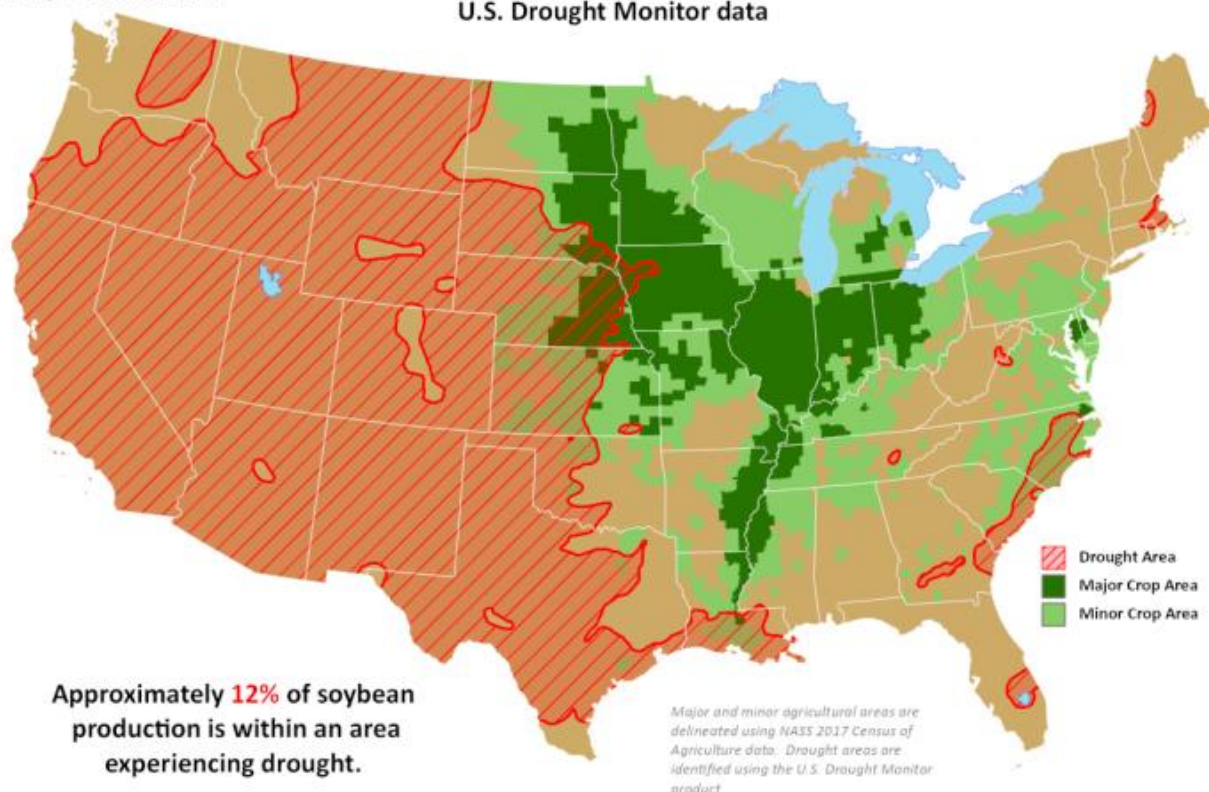 U.S. Drought Monitor data
Drought Area
Major Crop Area
Minor Crop Area
Approximately 12% of soybean
production is within an area
experiencing drought.
Major and minor agricultural areas are
delineated using NASS 2017 Census of
Agriculture data. Drought areas are
identified using the U.S. Drought Monitor
product